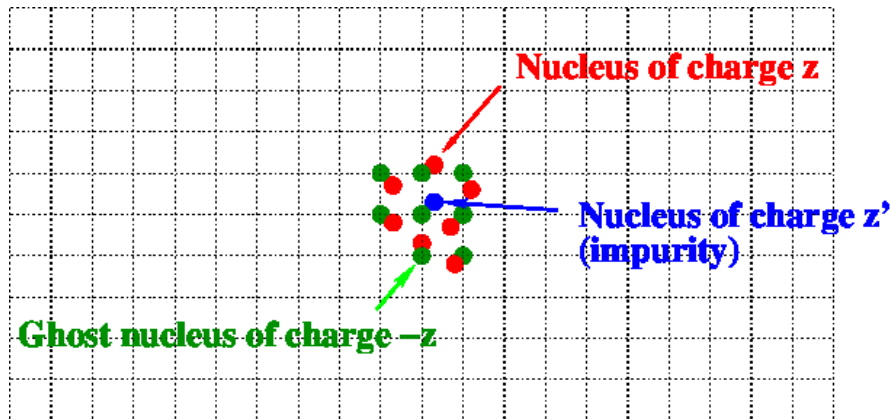 Nucleus of charge z
Nucleus of charge z’
(impurity)
Ghost nucleus of charge −z